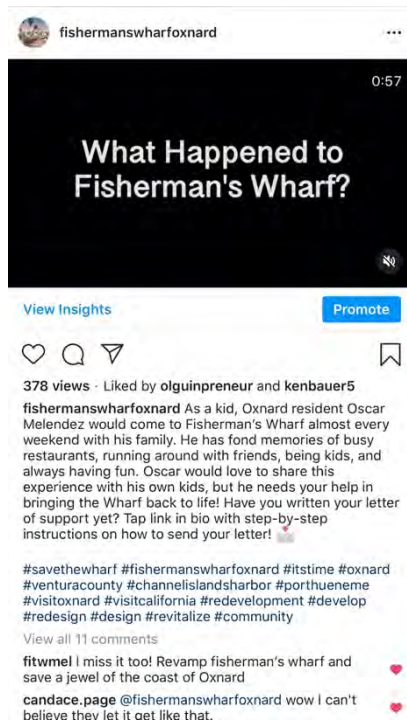 fishermanswharfoxnard
0:57
What Happened to
Fisherman's Wharf?
View Insights
Promote
378 views · Liked by olguinpreneur and kenbauer5
fishermanswharfoxnard As a kid, Oxnard resident Oscar
Melendez would come to Fisherman's Wharf almost every
weekend with his family. He has fond memories of busy
restaurants, running around with friends, being kids, and
always having fun. Oscar would love to share this
experience with his own kids, but he needs your help in
bringing the Wharf back to life! Have you written your letter
of support yet? Tap link in bio with step-by-step
instructions on how to send your letter! 💌
#savethewharf #fishermanswharfoxnard #itstime #oxnard
#venturacounty #channelislandsharbor #porthueneme
#visitoxnard #visitcalifornia #redevelopment #develop
#redesign #design #revitalize #community
View all 11 comments
fitwmel I miss it too! Revamp fisherman's wharf and
save a jewel of the coast of Oxnard
candace.page @fishermanswharfoxnard wow I can't
believe they let it get like that.